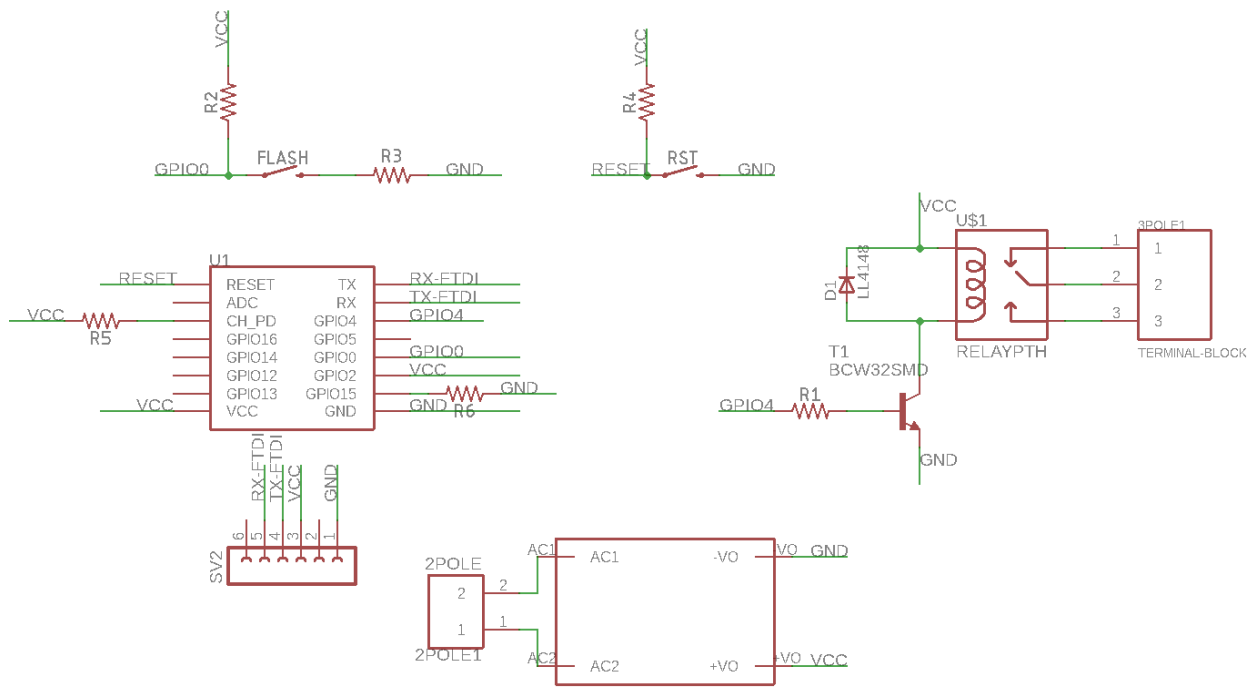 VCC
R2
GPIO0
FLASH
R3
GND
VCC
R4
RESET
RST
GND
VCC
U$1
D1
LL4148
RELAYPTH
3POLE1
1
2
3
1
2
3
TERMINAL-BLOCK
T1
BCW32SMD
GPIO4
R1
GND
U1
RESET
RESET
TX
RX-FTDI
ADC
RX
TX-FTDI
VCC
R5
CH_PD
GPIO4
GPIO4
GPIO16
GPIO5
GPIO14
GPIO0
GPIO0
GPIO12
GPIO2
VCC
GPIO13
GPIO15
R6
GND
VCC
VCC
GND
GND
RX-FTDI
TX-FTDI
VCC
GND
SV2
6
5
4
3
2
1
2POLE
2
1
2
1
2POLE1
AC1
AC1
-VO
VO
GND
AC2
AC2
+VO
+VO
VCC